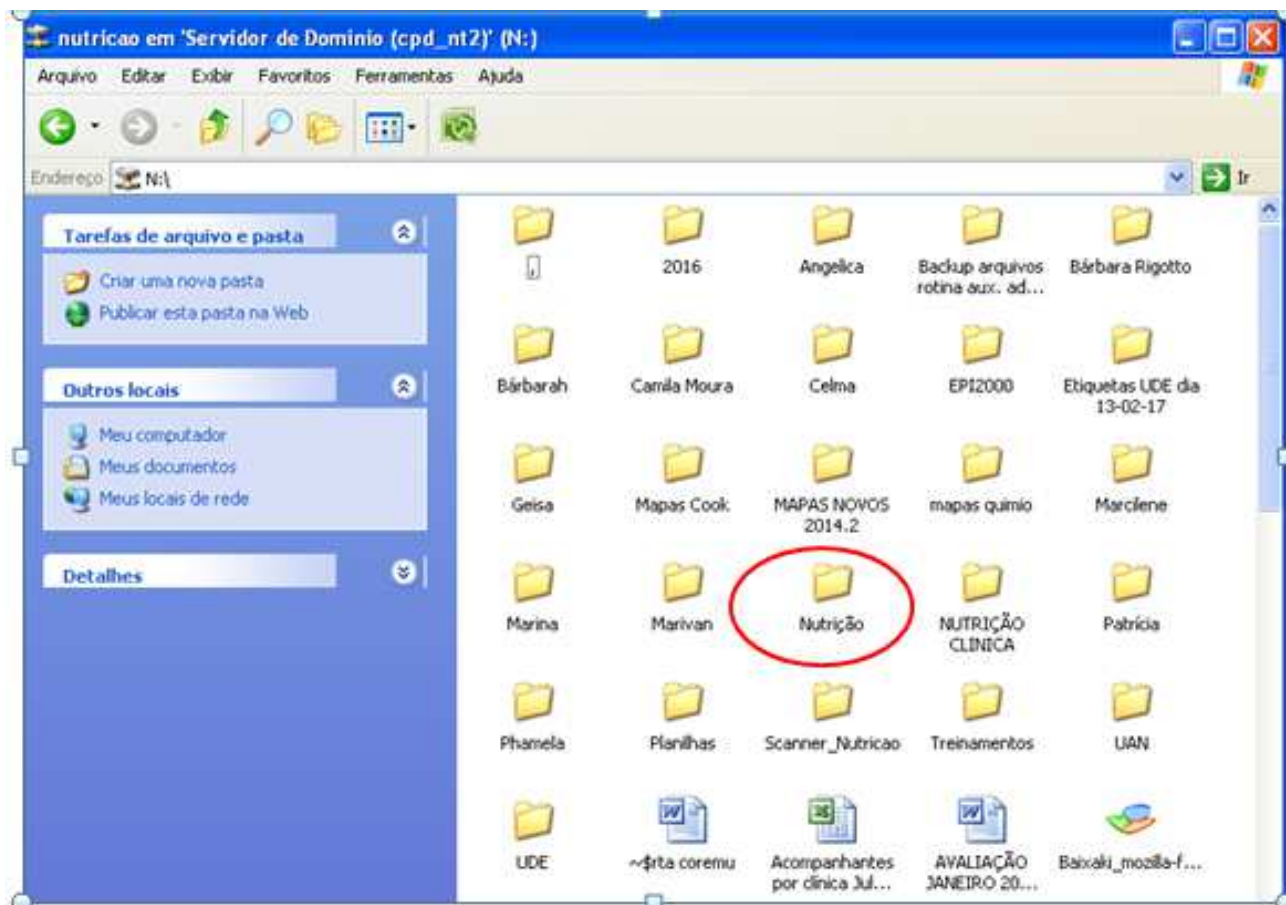 nutricao em 'Servidor de Dominio (cpd_nt2)' (N:)
Arquivo Editar Exibir Favoritos Ferramentas Ajuda
Endereço N:\ Ir
Tarefas de arquivo e pasta
Criar uma nova pasta
Publicar esta pasta na Web
Outros locais
Meu computador
Meus documentos
Meus locais de rede
Detalhes
, 2016 Angelica Backup arquivos Bárbara Rigotto
rotina aux. ad...
Bárbarah Camila Moura Celma EPI2000 Etiquetas UDE dia
13-02-17
Geisa Mapas Cook MAPAS NOVOS mapas quimio Marcilene
2014.2
Marina Marivan Nutrição NUTRIÇÃO Patrícia
CLINICA
Phamela Planilhas Scanner_Nutricao Treinamentos UAN
UDE ~$rta coremu Acompanhantes AVALIAÇÃO Baixaki_mozilla-f...
por clínica Jul... JANEIRO 20...